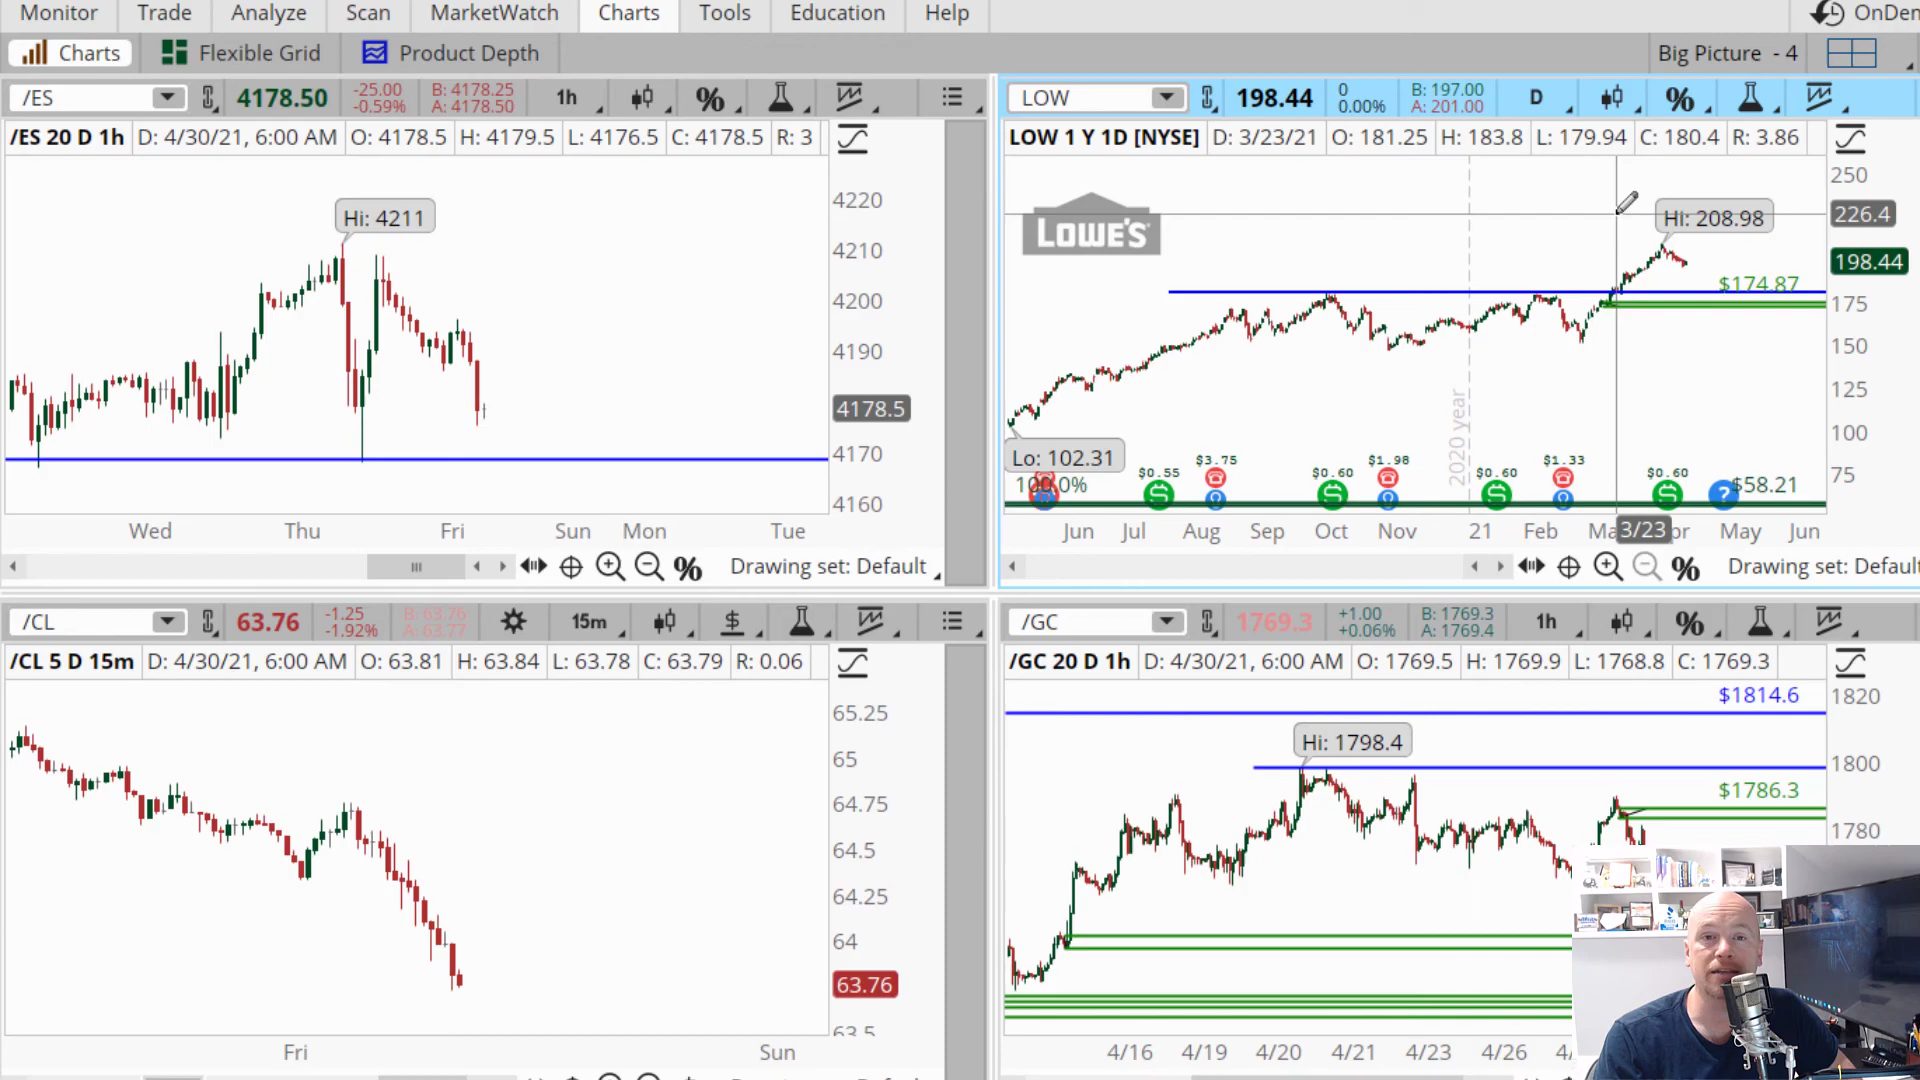 Monitor Trade Analyze Scan MarketWatch Charts Tools Education Help OnDem
Charts Flexible Grid Product Depth Big Picture - 4
/ES 4178.50 -25.00 -0.59% B: 4178.25 A: 4178.50 1h %
/ES 20 D 1h D: 4/30/21, 6:00 AM O: 4178.5 H: 4179.5 L: 4176.5 C: 4178.5 R: 3
Hi: 4211
4220
4210
4200
4190
4178.5
4170
4160
Wed Thu Fri Sun Mon Tue
% Drawing set: Default
LOW 198.44 0 0.00% B: 197.00 A: 201.00 D %
LOW 1 Y 1D [NYSE] D: 3/23/21 O: 181.25 H: 183.8 L: 179.94 C: 180.4 R: 3.86
LOWE'S
Hi: 208.98
$174.87
Lo: 102.31
100.0%
2020 year
$0.55 $3.75 $0.60 $1.98 $0.60 $1.33 $0.60
$ $ $ $ ? $58.21
250
226.4
198.44
175
150
125
100
75
Jun Jul Aug Sep Oct Nov 21 Feb Ma 3/23 pr May Jun
% Drawing set: Default
/CL 63.76 -1.25 -1.92% B: 63.76 A: 63.77 15m $
/CL 5 D 15m D: 4/30/21, 6:00 AM O: 63.81 H: 63.84 L: 63.78 C: 63.79 R: 0.06
65.25
65
64.75
64.5
64.25
64
63.76
63.5
Fri Sun
/GC 1769.3 +1.00 +0.06% B: 1769.3 A: 1769.4 1h %
/GC 20 D 1h D: 4/30/21, 6:00 AM O: 1769.5 H: 1769.9 L: 1768.8 C: 1769.3
$1814.6
Hi: 1798.4
$1786.3
1820
1800
1780
4/16 4/19 4/20 4/21 4/23 4/26